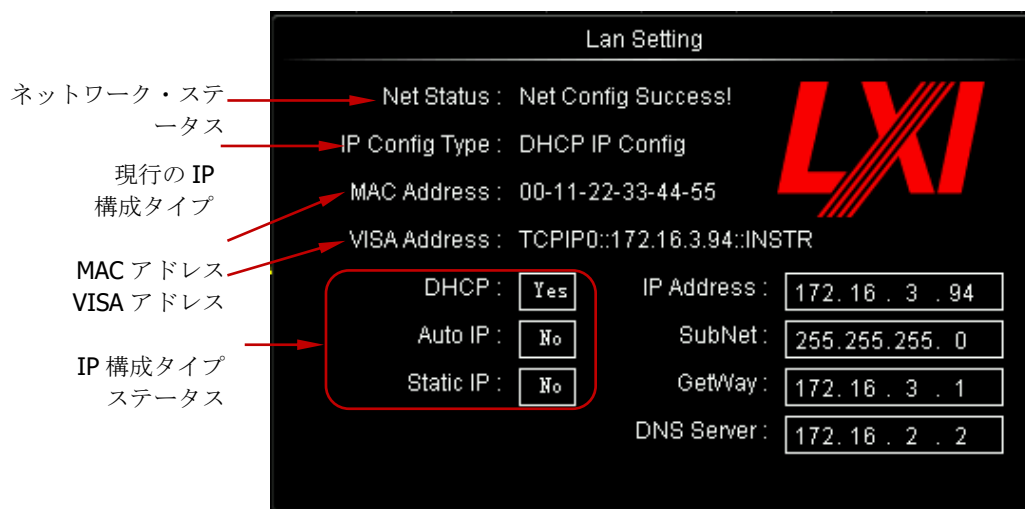 Lan Setting
ネットワーク・ステ
ータス
Net Status : Net Config Success!
LXI
現行の IP
構成タイプ
IP Config Type : DHCP IP Config
MAC アドレス
MAC Address : 00-11-22-33-44-55
VISA アドレス
VISA Address : TCPIP0::172.16.3.94::INSTR
IP 構成タイプ
ステータス
DHCP : Yes
Auto IP : No
Static IP : No
IP Address : 172. 16 . 3 . 94
SubNet : 255.255.255. 0
GetWay : 172. 16 . 3 . 1
DNS Server : 172. 16 . 2 . 2